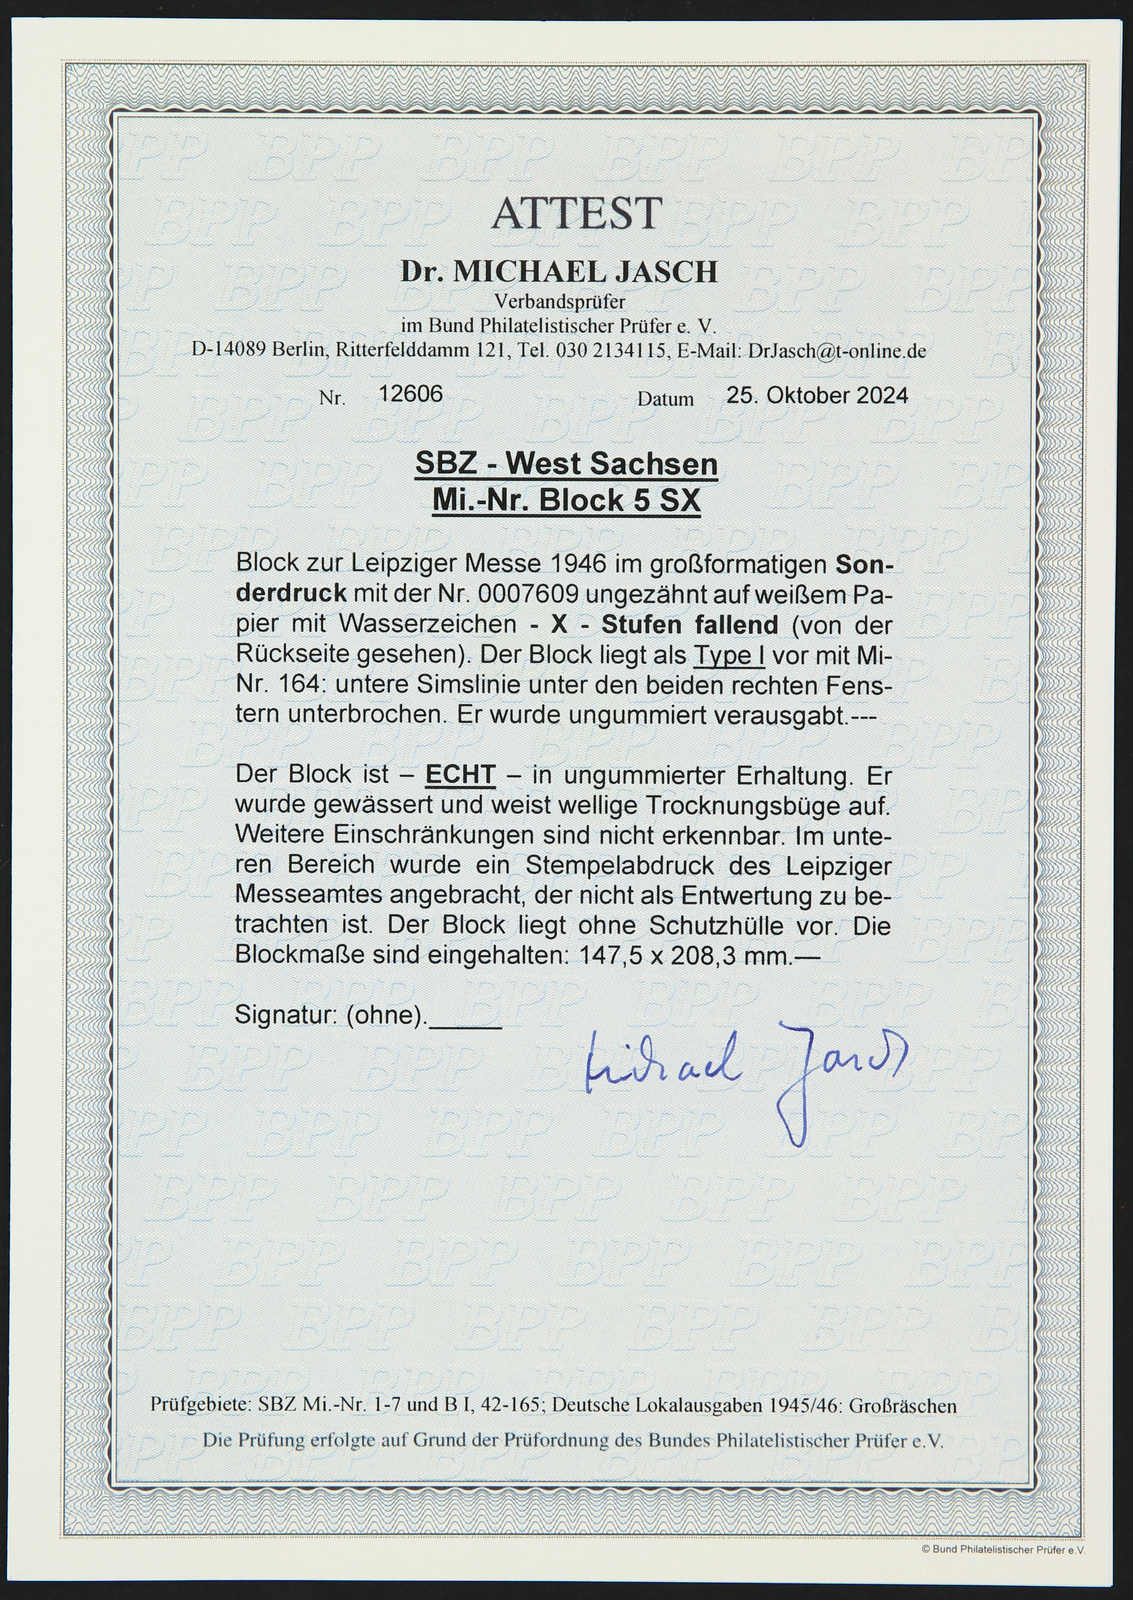 ATTEST
Dr. MICHAEL JASCH
Verbandsprüfer
im Bund Philatelistischer Prüfer e. V.
D-14089 Berlin, Ritterfelddamm 121, Tel. 030 2134115, E-Mail: DrJasch@t-online.de
Nr. 12606 Datum 25. Oktober 2024
SBZ - West Sachsen
Mi.-Nr. Block 5 SX
Block zur Leipziger Messe 1946 im großformatigen Son-
derdruck mit der Nr. 0007609 ungezähnt auf weißem Pa-
pier mit Wasserzeichen - X - Stufen fallend (von der
Rückseite gesehen). Der Block liegt als Type I vor mit Mi-
Nr. 164: untere Simslinie unter den beiden rechten Fens-
tern unterbrochen. Er wurde ungummiert verausgabt.---
Der Block ist – ECHT – in ungummierter Erhaltung. Er
wurde gewässert und weist wellige Trocknungsbüge auf.
Weitere Einschränkungen sind nicht erkennbar. Im unte-
ren Bereich wurde ein Stempelabdruck des Leipziger
Messeamtes angebracht, der nicht als Entwertung zu be-
trachten ist. Der Block liegt ohne Schutzhülle vor. Die
Blockmaße sind eingehalten: 147,5 x 208,3 mm.—
Signatur: (ohne).
Michael Jasch
Prüfgebiete: SBZ Mi.-Nr. 1-7 und B I, 42-165; Deutsche Lokalausgaben 1945/46: Großräschen
Die Prüfung erfolgte auf Grund der Prüfordnung des Bundes Philatelistischer Prüfer e.V.
© Bund Philatelistischer Prüfer e.V.